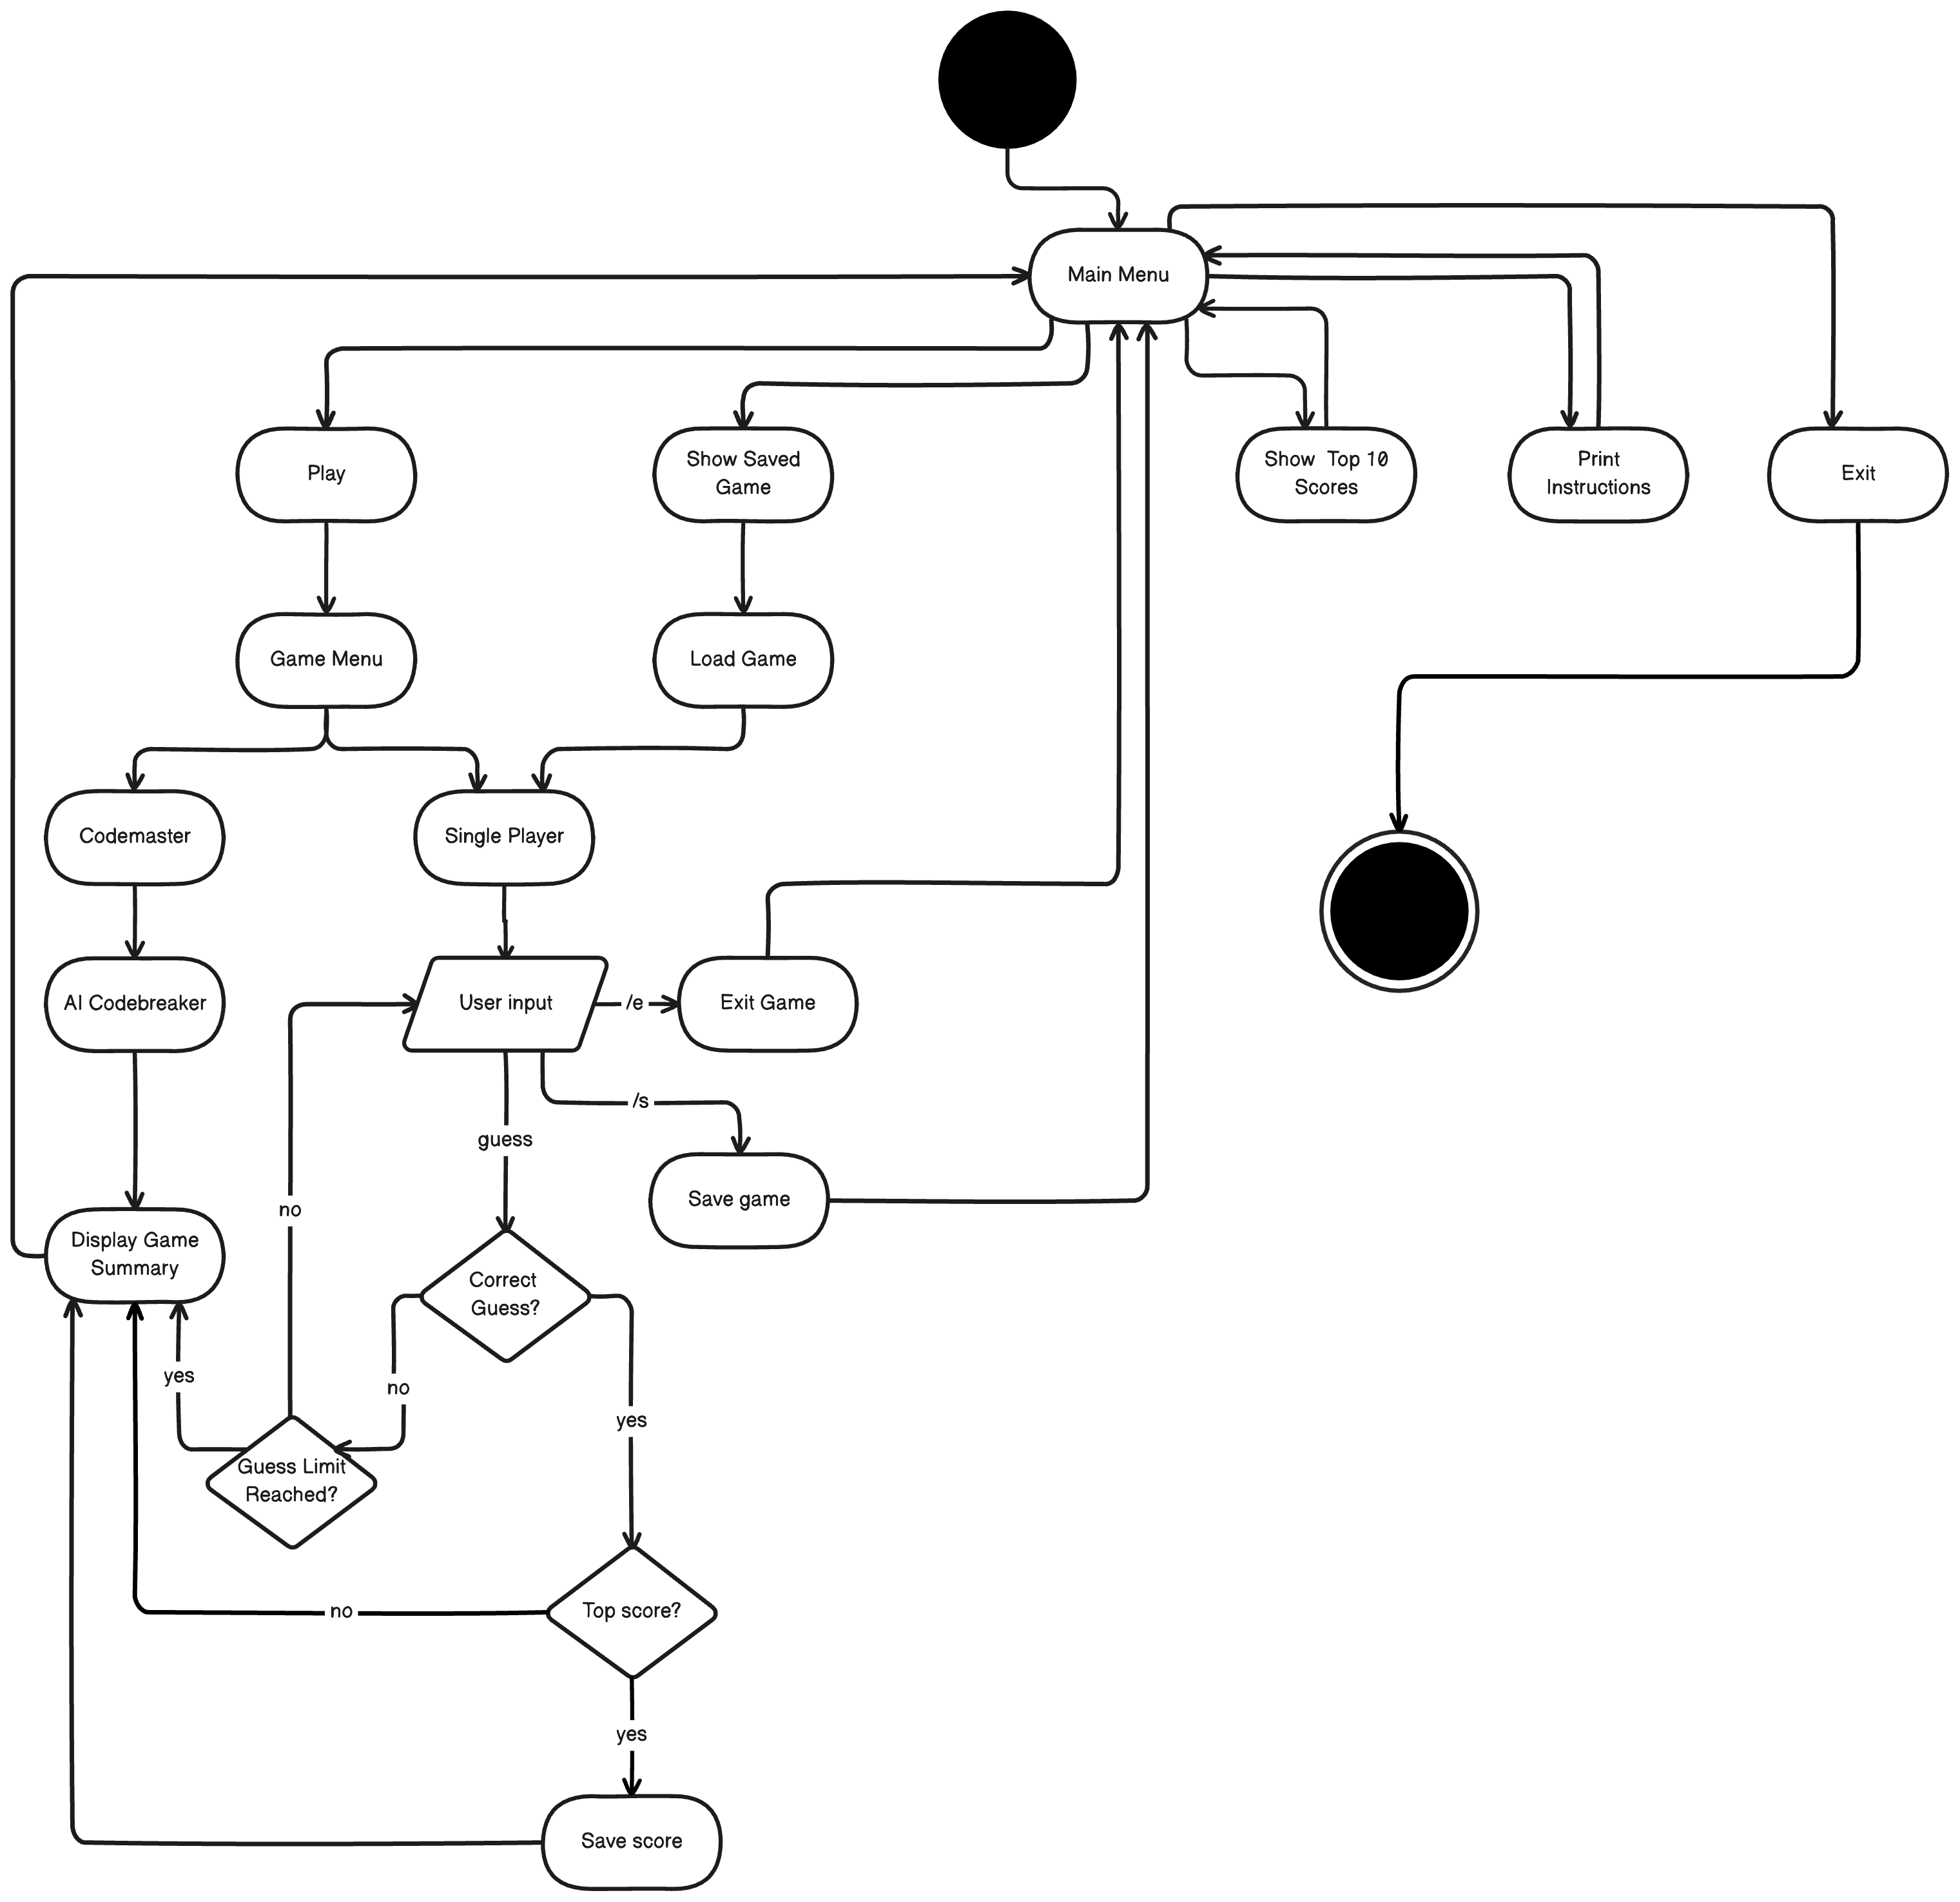 Main Menu
Play
Show Saved
Game
Show Top 10
Scores
Print
Instructions
Exit
Game Menu
Load Game
Codemaster
Single Player
AI Codebreaker
User input
/e
Exit Game
/s
guess
Save game
no
Display Game
Summary
Correct
Guess?
yes
no
yes
Guess Limit
Reached?
no
Top score?
yes
Save score